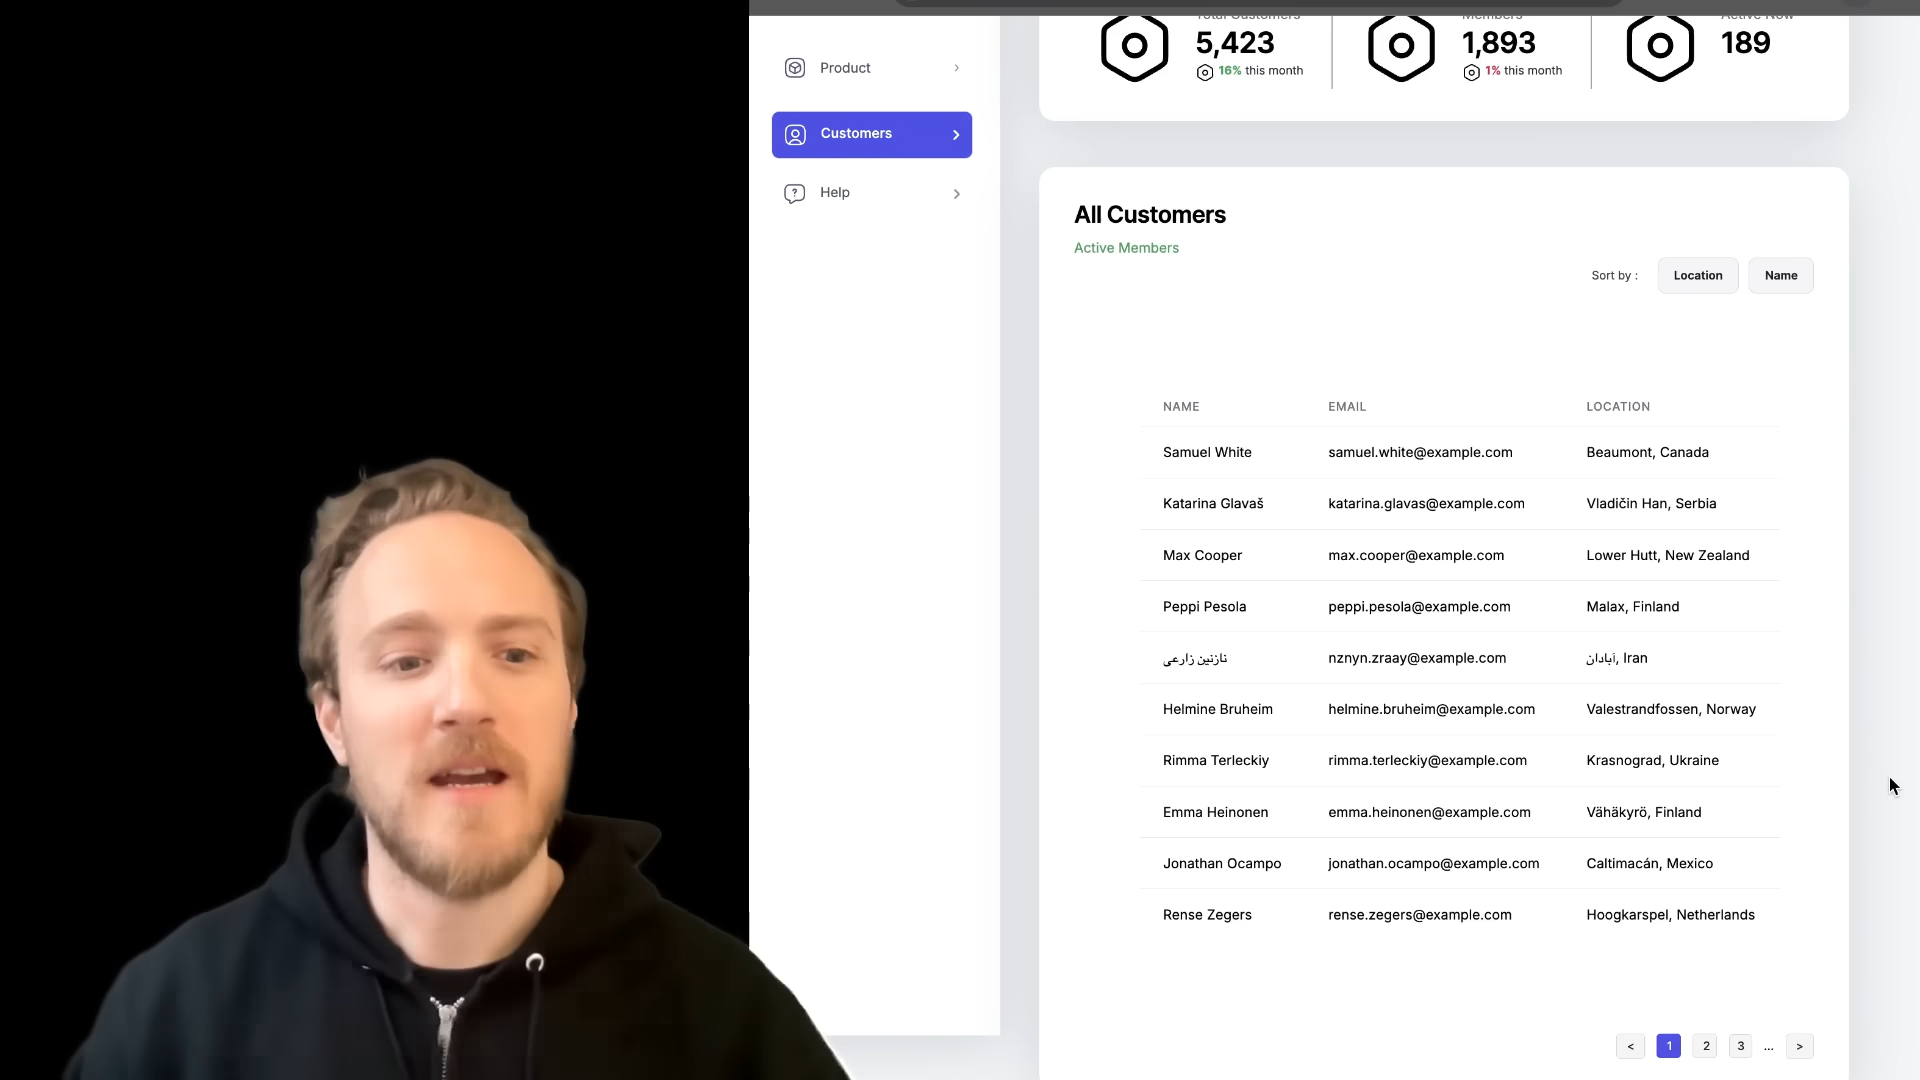 Total Customers
5,423
16% this month
Members
1,893
1% this month
Active Now
189
Product
Customers
Help
All Customers
Active Members
Sort by :
Location
Name
NAME EMAIL LOCATION
Samuel White samuel.white@example.com Beaumont, Canada
Katarina Glavaš katarina.glavas@example.com Vladičin Han, Serbia
Max Cooper max.cooper@example.com Lower Hutt, New Zealand
Peppi Pesola peppi.pesola@example.com Malax, Finland
نازنین زارعی nznyn.zraay@example.com آبادان, Iran
Helmine Bruheim helmine.bruheim@example.com Valestrandfossen, Norway
Rimma Terleckiy rimma.terleckiy@example.com Krasnograd, Ukraine
Emma Heinonen emma.heinonen@example.com Vähäkyrö, Finland
Jonathan Ocampo jonathan.ocampo@example.com Caltimacán, Mexico
Rense Zegers rense.zegers@example.com Hoogkarspel, Netherlands
< 1 2 3 ... >